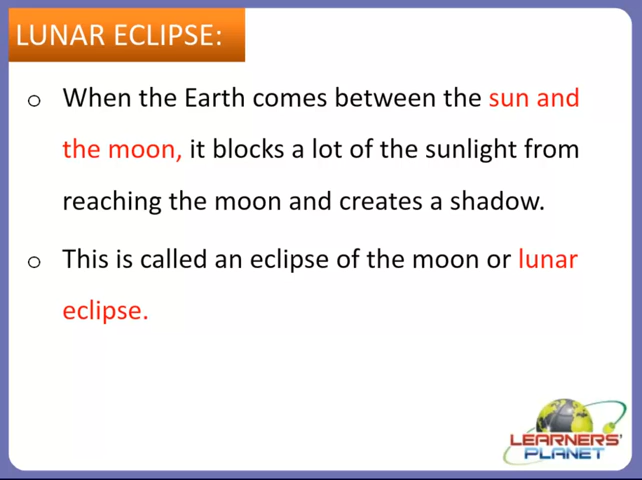 LUNAR ECLIPSE:
o When the Earth comes between the sun and
the moon, it blocks a lot of the sunlight from
reaching the moon and creates a shadow.
o This is called an eclipse of the moon or lunar
eclipse.
LEARNERS'
PLANET